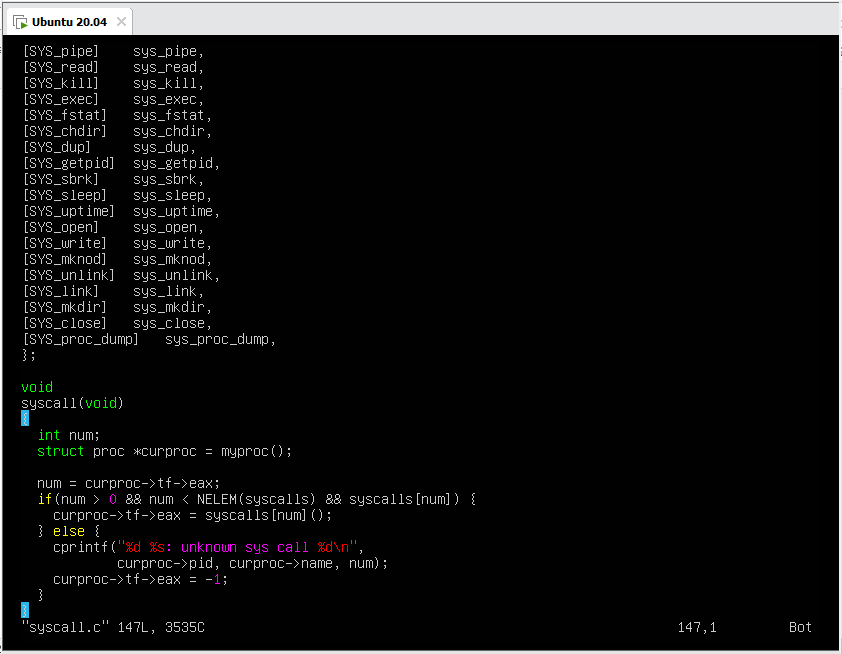 Ubuntu 20.04
[SYS_pipe]    sys_pipe,
[SYS_read]    sys_read,
[SYS_kill]    sys_kill,
[SYS_exec]    sys_exec,
[SYS_fstat]   sys_fstat,
[SYS_chdir]   sys_chdir,
[SYS_dup]     sys_dup,
[SYS_getpid]  sys_getpid,
[SYS_sbrk]    sys_sbrk,
[SYS_sleep]   sys_sleep,
[SYS_uptime]  sys_uptime,
[SYS_open]    sys_open,
[SYS_write]   sys_write,
[SYS_mknod]   sys_mknod,
[SYS_unlink]  sys_unlink,
[SYS_link]    sys_link,
[SYS_mkdir]   sys_mkdir,
[SYS_close]   sys_close,
[SYS_proc_dump]   sys_proc_dump,
};
void
syscall(void)
{
  int num;
  struct proc *curproc = myproc();
  num = curproc->tf->eax;
  if(num > 0 && num < NELEM(syscalls) && syscalls[num]) {
    curproc->tf->eax = syscalls[num]();
  } else {
    cprintf("%d %s: unknown sys call %d\n",
            curproc->pid, curproc->name, num);
    curproc->tf->eax = -1;
  }
}
"syscall.c" 147L, 3535C    147,1    Bot